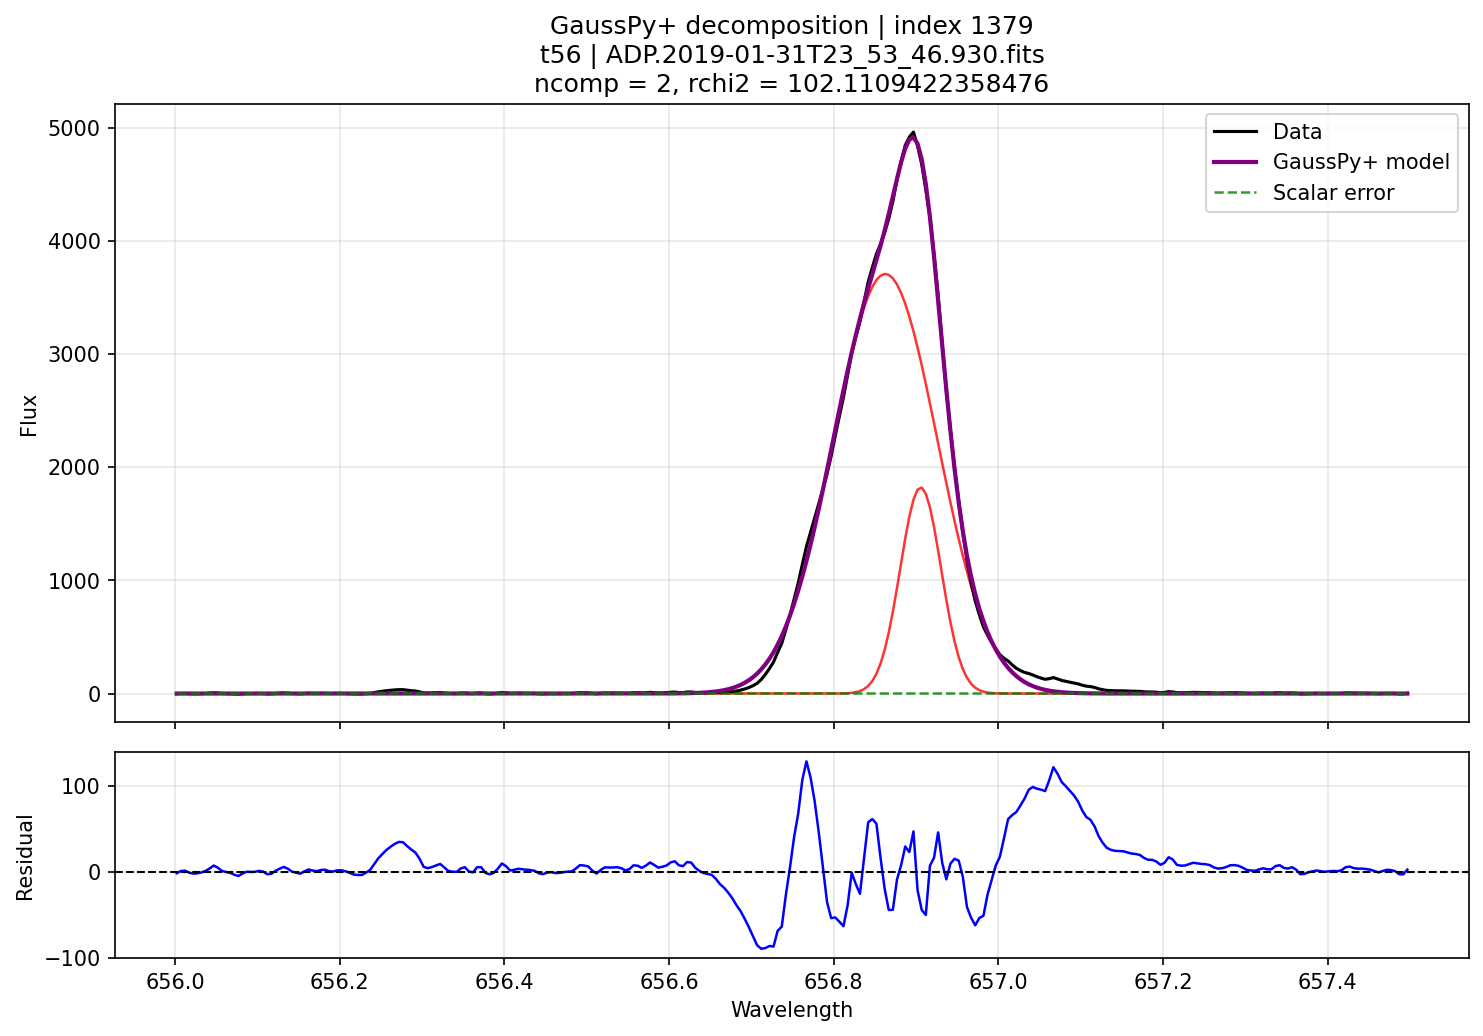 GaussPy+ decomposition | index 1379
t56 | ADP.2019-01-31T23_53_46.930.fits
ncomp = 2, rchi2 = 102.1109422358476
Data
GaussPy+ model
Scalar error
Flux
5000
4000
3000
2000
1000
0
Residual
100
0
−100
656.0 656.2 656.4 656.6 656.8 657.0 657.2 657.4
Wavelength